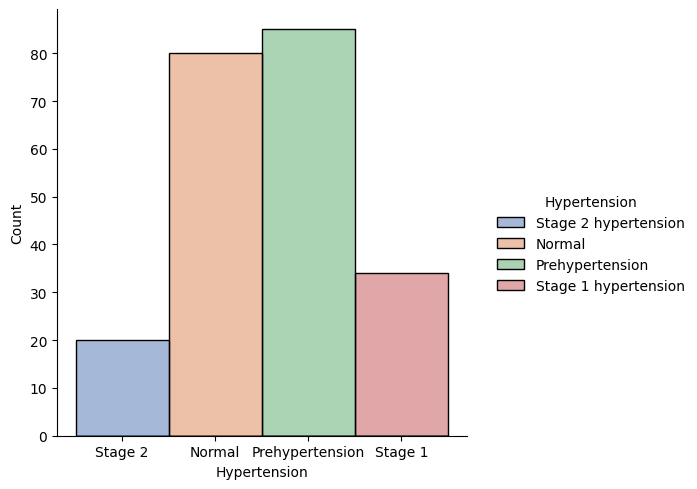 80
70
60
50
40
30
20
10
0
Count
Stage 2 Normal Prehypertension Stage 1
Hypertension
Hypertension
Stage 2 hypertension
Normal
Prehypertension
Stage 1 hypertension